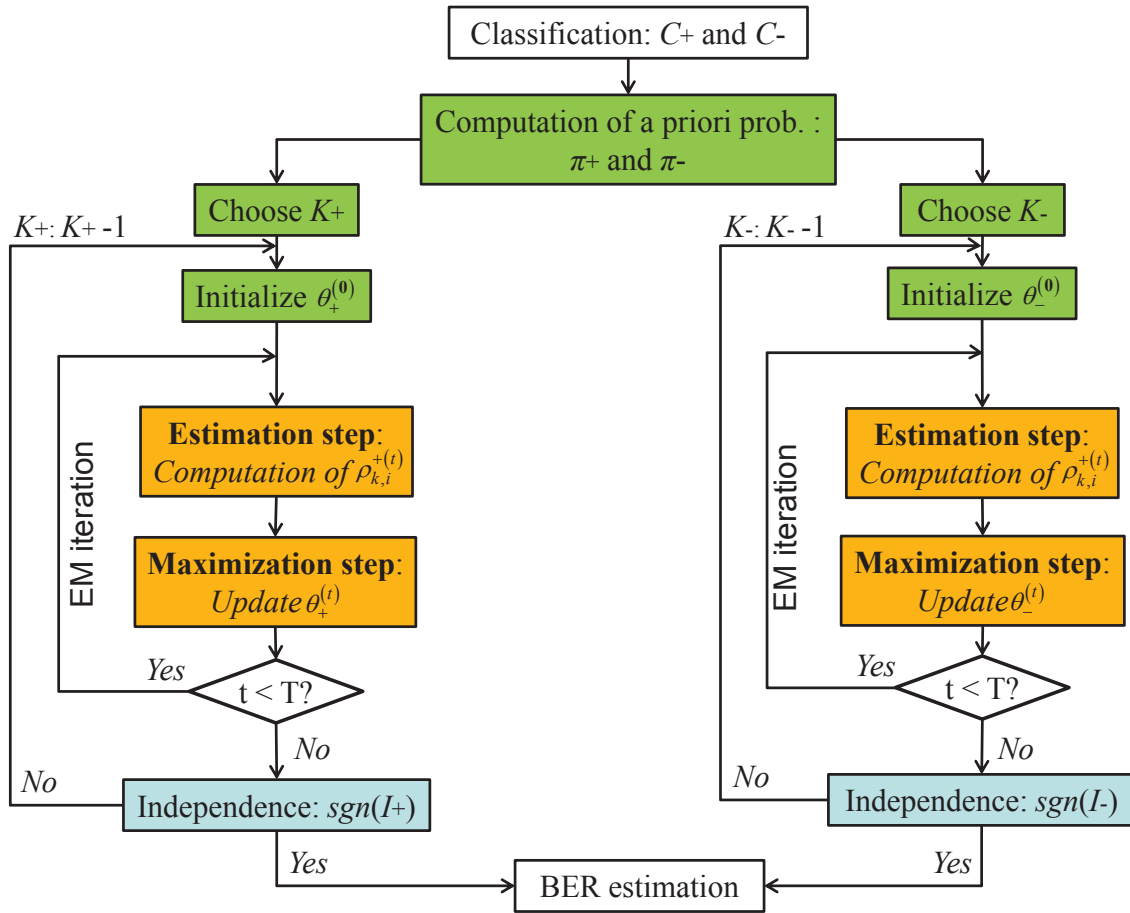 Classification: C+ and C-
Computation of a priori prob. :
π+ and π-
Choose K+
K+: K+ -1
Initialize θ₊⁽⁰⁾
EM iteration
Estimation step:
Computation of ρₖ,ᵢ⁺⁽ᵗ⁾
Maximization step:
Update θ₊⁽ᵗ⁾
Yes
t < T?
No
No
Independence: sgn(I+)
Yes
Choose K-
K-: K- -1
Initialize θ₋⁽⁰⁾
EM iteration
Estimation step:
Computation of ρₖ,ᵢ⁺⁽ᵗ⁾
Maximization step:
Update θ₋⁽ᵗ⁾
Yes
t < T?
No
No
Independence: sgn(I-)
Yes
BER estimation